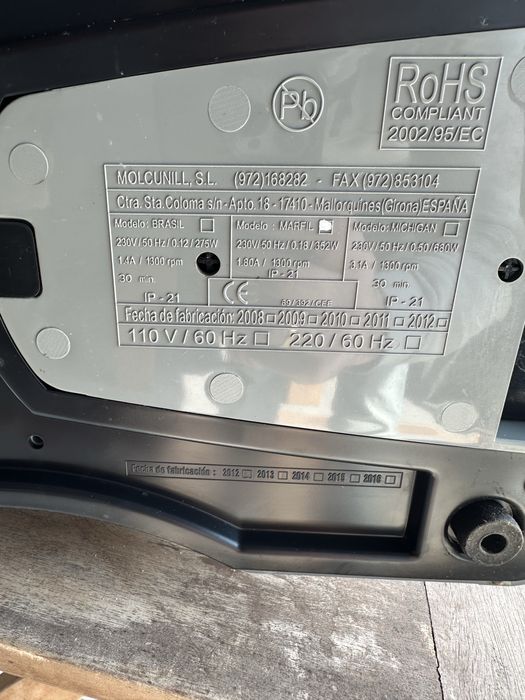 Pb
RoHS
COMPLIANT
2002/95/EC
MOLCUNILL, S.L. (972)168282 - FAX (972)853104
Ctra. Sta. Coloma s/n - Apto. 18 - 17410 - Mallorquines (Girona) ESPAÑA
Modelo: BRASIL Modelo: MARFIL Modelo: MICHIGAN
230V/ 50 Hz / 0.12 / 275W 230V/ 50 Hz / 0.18 / 352W 230V/ 50 Hz / 0.50 / 630W
1.4A / 1300 rpm 1.80A / 1300 rpm 3.1A / 1300 rpm
30 min. IP - 21 30 min.
IP - 21 CE 89/392/CEE IP - 21
Fecha de fabricación: 2008 2009 2010 2011 2012
110 V / 60 Hz 220 / 60 Hz
Fecha de fabricación : 2012 2013 2014 2015 2016